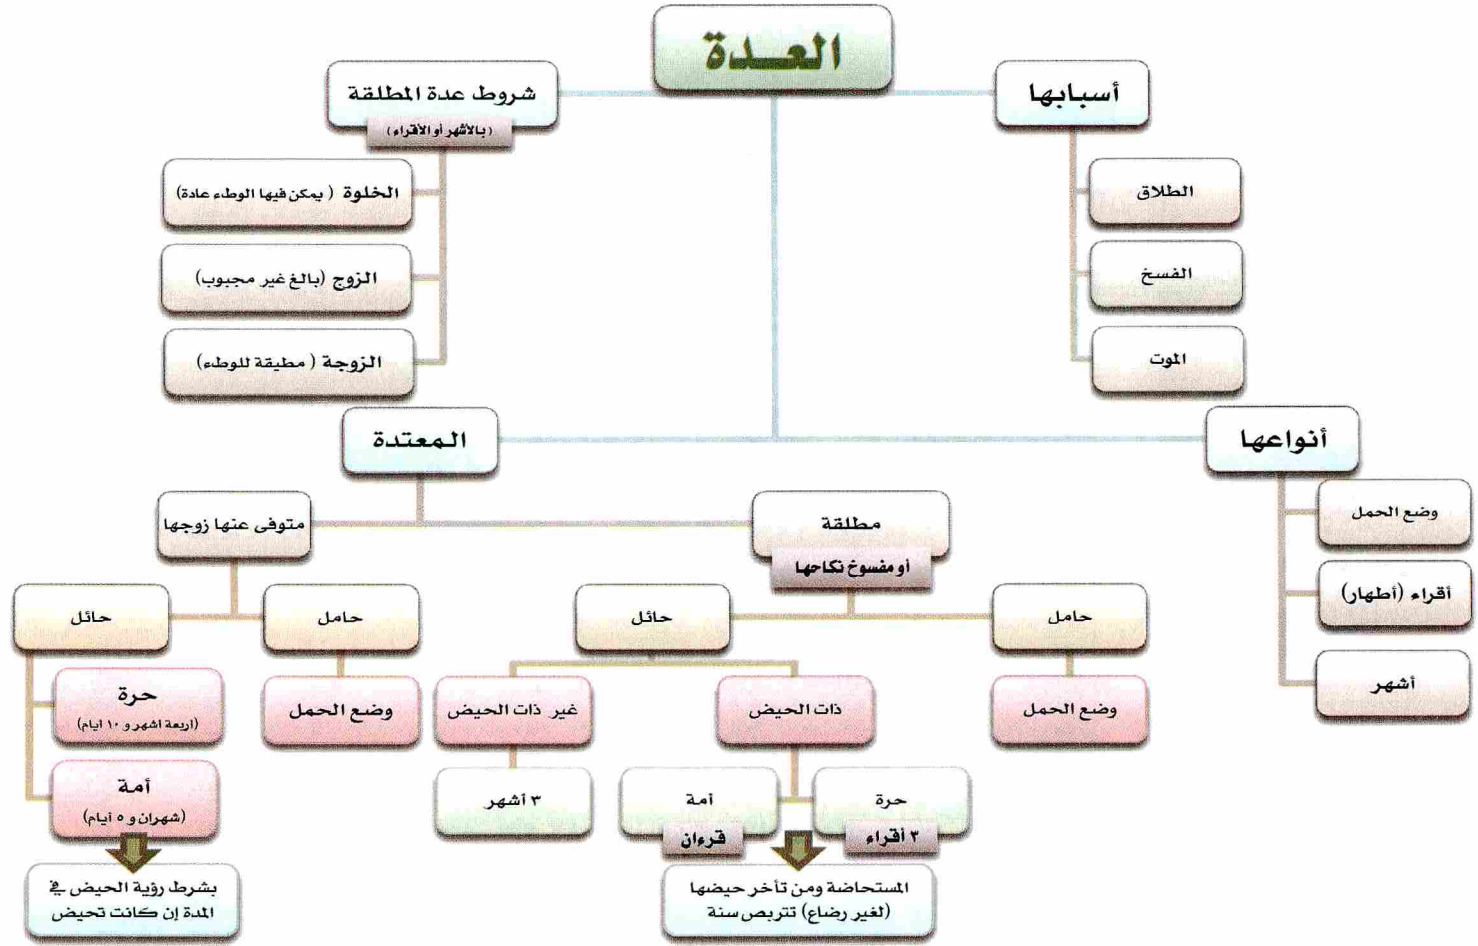 العـدة
أسبابها
الطلاق
الفسخ
الموت
شروط عدة المطلقة
(بالأشهر أو الأقراء)
الخلوة (يمكن فيها الوطء عادة)
الزوج (بالغ غير مجبوب)
الزوجة (مطيقة للوطء)
أنواعها
وضع الحمل
أقراء (أطهار)
أشهر
المعتدة
مطلقة
أو مفسوخ نكاحها
حامل
وضع الحمل
حائل
ذات الحيض
حرة
٣ أقراء
أمة
قرءان
المستحاضة ومن تأخر حيضها
(لغير رضاع) تتربص سنة
غير ذات الحيض
٣ أشهر
متوفى عنها زوجها
حامل
وضع الحمل
حائل
حرة
(اربعة اشهر و ١٠ ايام)
أمة
(شهران و ٥ أيام)
بشرط رؤية الحيض في
المدة إن كانت تحيض